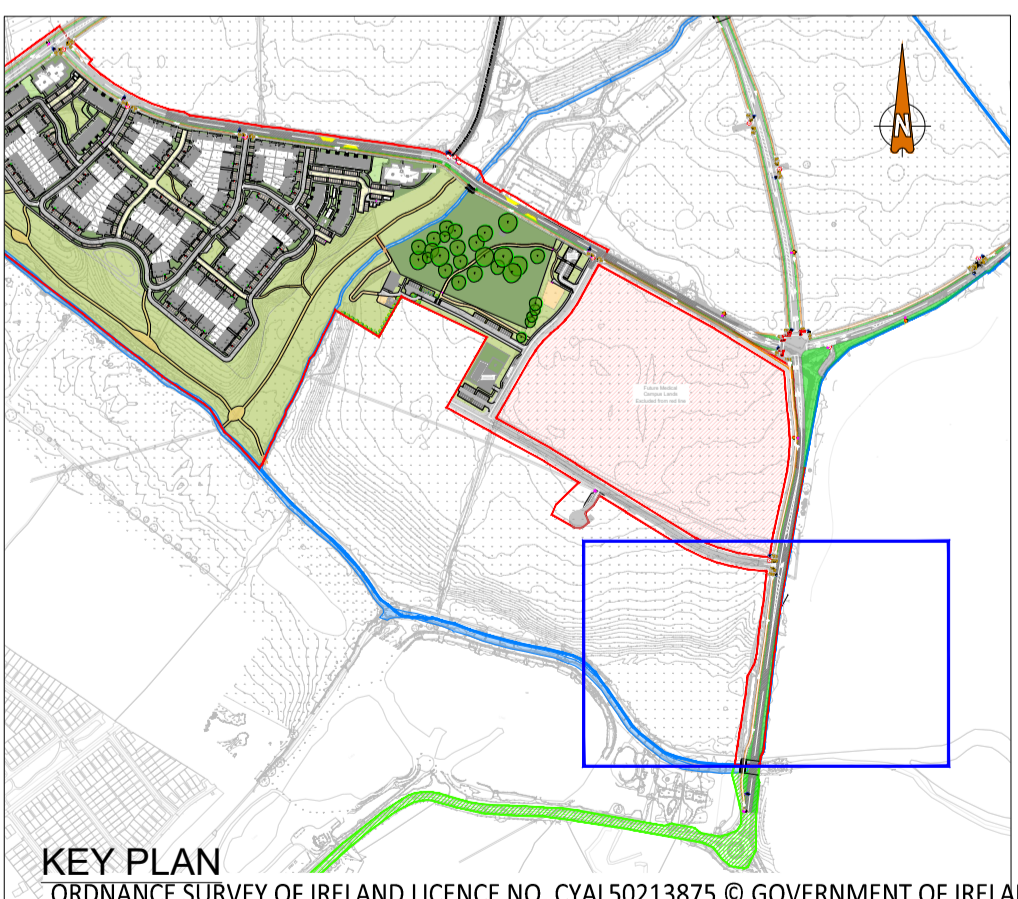 N
Future Medical
Campus Lands
Excluded from red line
KEY PLAN
ORDNANCE SURVEY OF IRELAND LICENCE NO. CYAL50213875 © GOVERNMENT OF IRELA